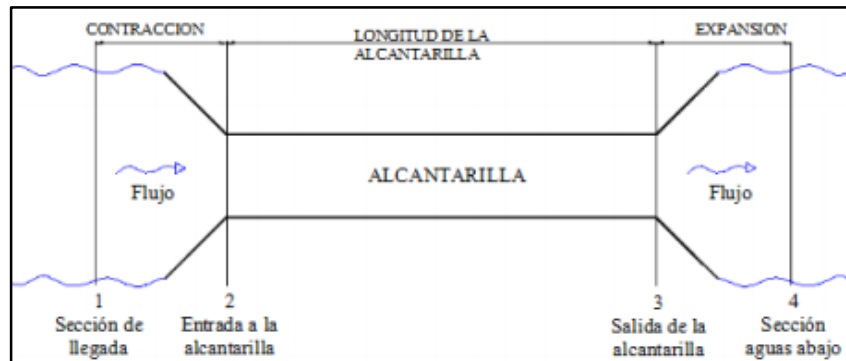 CONTRACCION
LONGITUD DE LA
ALCANTARILLA
EXPANSION
ALCANTARILLA
Flujo
Flujo
1
Sección de
llegada
2
Entrada a la
alcantarilla
3
Salida de la
alcantarilla
4
Sección
aguas abajo